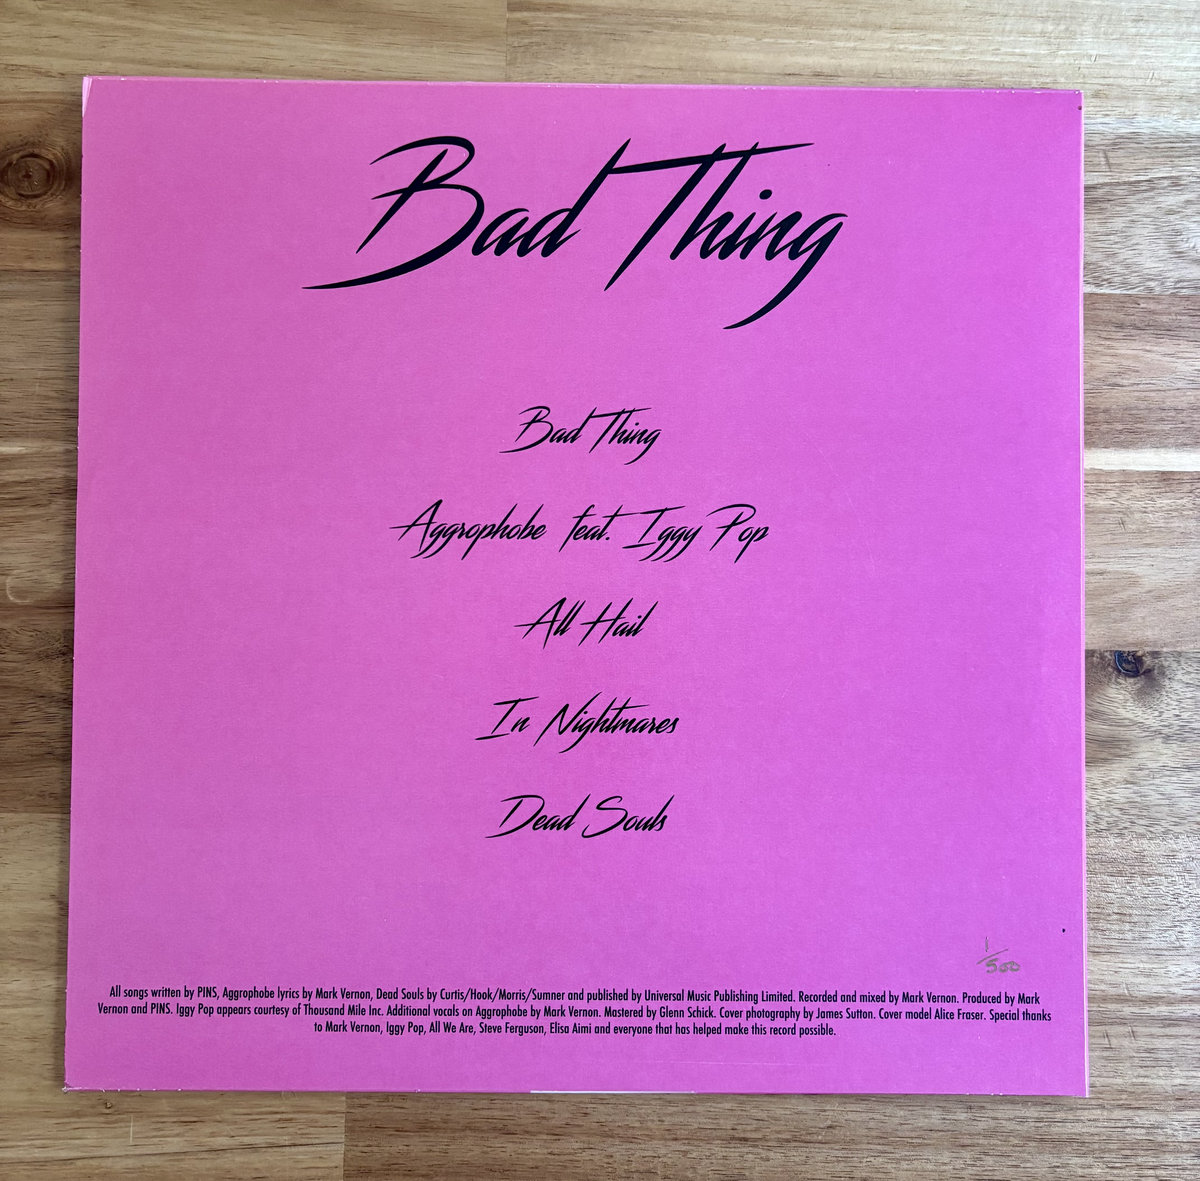 Bad Thing
Bad Thing
Aggrophobe feat. Iggy Pop
All Hail
In Nightmares
Dead Souls
1/500
All songs written by PINS, Aggrophobe lyrics by Mark Vernon, Dead Souls by Curtis/Hook/Morris/Sumner and published by Universal Music Publishing Limited. Recorded and mixed by Mark Vernon. Produced by Mark
Vernon and PINS. Iggy Pop appears courtesy of Thousand Mile Inc. Additional vocals on Aggrophobe by Mark Vernon. Mastered by Glenn Schick. Cover photography by James Sutton. Cover model Alice Fraser. Special thanks
to Mark Vernon, Iggy Pop, All We Are, Steve Ferguson, Elisa Aimi and everyone that has helped make this record possible.